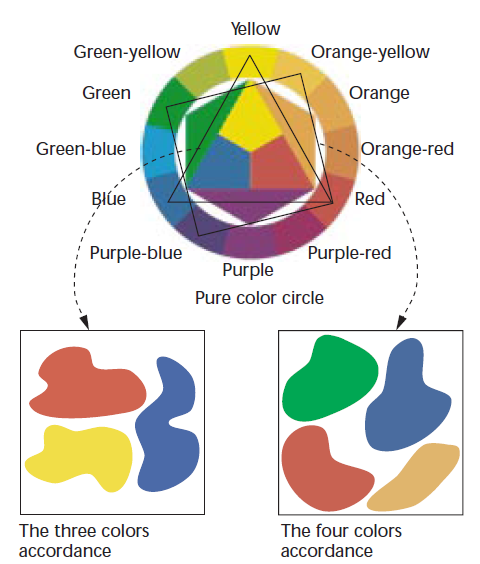 Yellow
Green-yellow
Orange-yellow
Green
Orange
Green-blue
Orange-red
Blue
Red
Purple-blue
Purple-red
Purple
Pure color circle
The three colors
accordance
The four colors
accordance